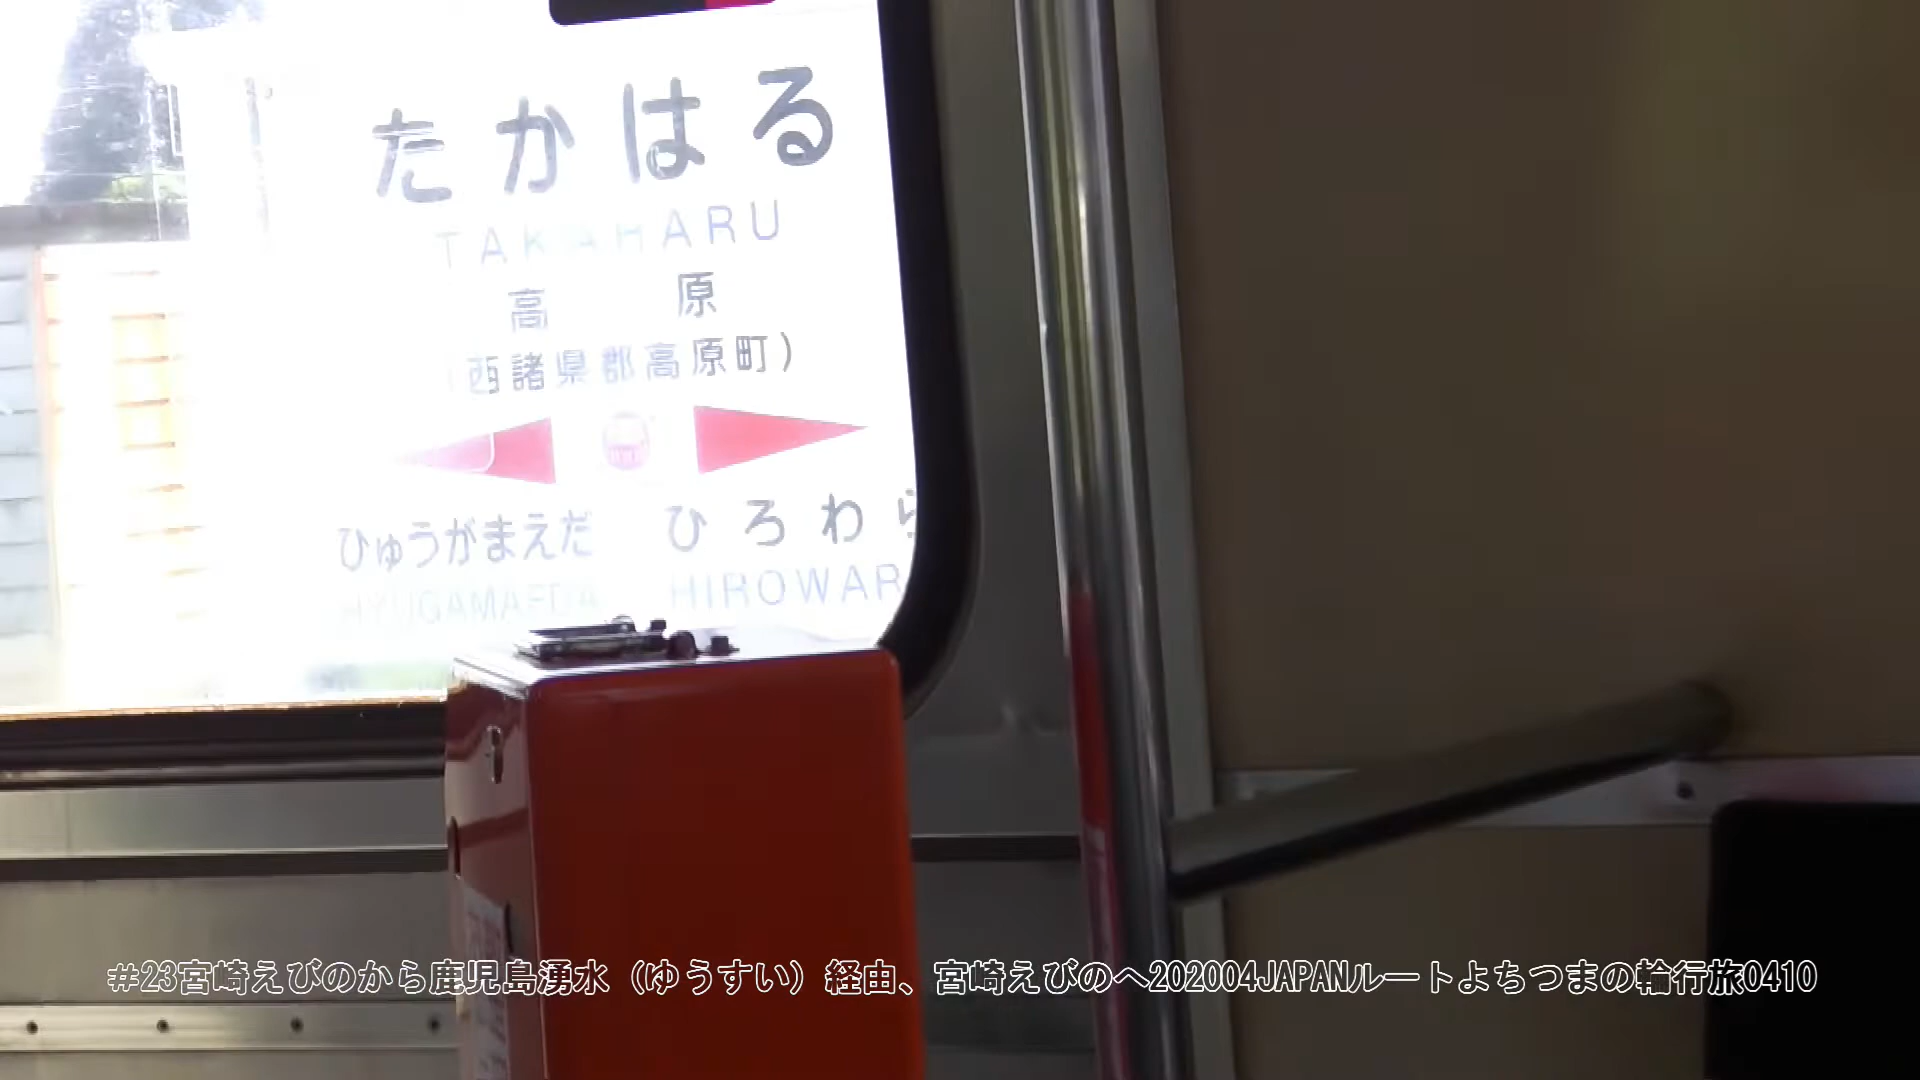 たかはる
TAKAHARU
高原
(西諸県郡高原町)
ひゅうがまえだ ひろわら
HYUGAMAEDA HIROWAR
#23宮崎えびのから鹿児島湧水(ゆうすい)経由、宮崎えびのへ202004JAPANルートよちつまの輪行旅0410